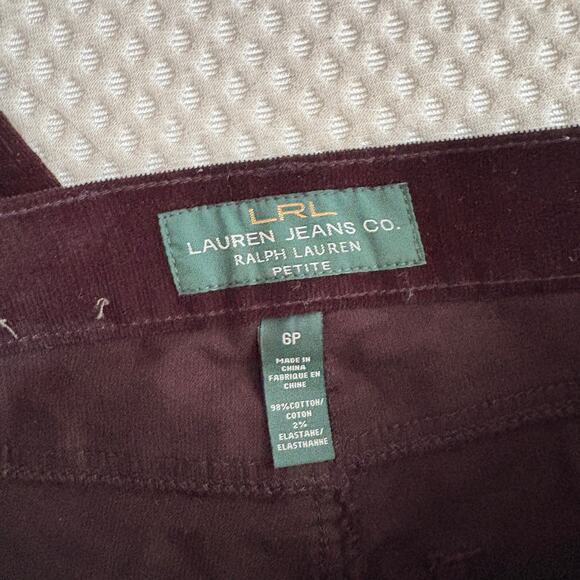 LRL
LAUREN JEANS CO.
RALPH LAUREN
PETITE
6P
MADE IN
CHINA
FABRIQUE EN
CHINE
98%COTTON/
COTON
2%
ELASTANE/
ELASTHANNE